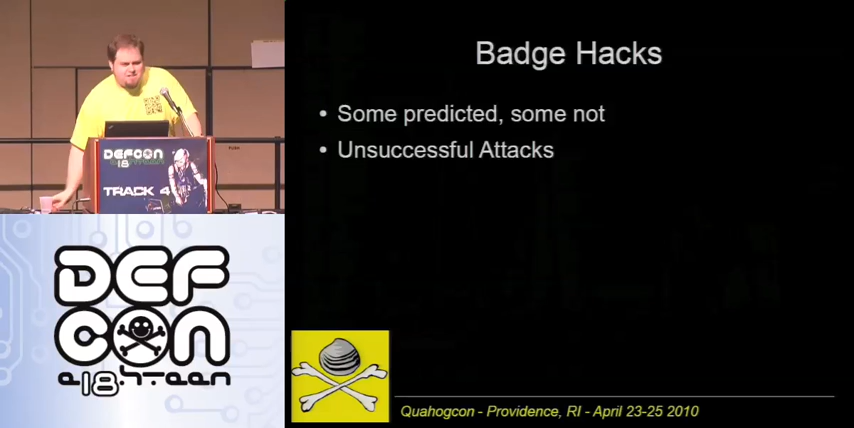 Badge Hacks
• Some predicted, some not
• Unsuccessful Attacks
DEFCON
18
TRACK 4
DEF
CON
e18hteen
Quahogcon - Providence, RI - April 23-25 2010